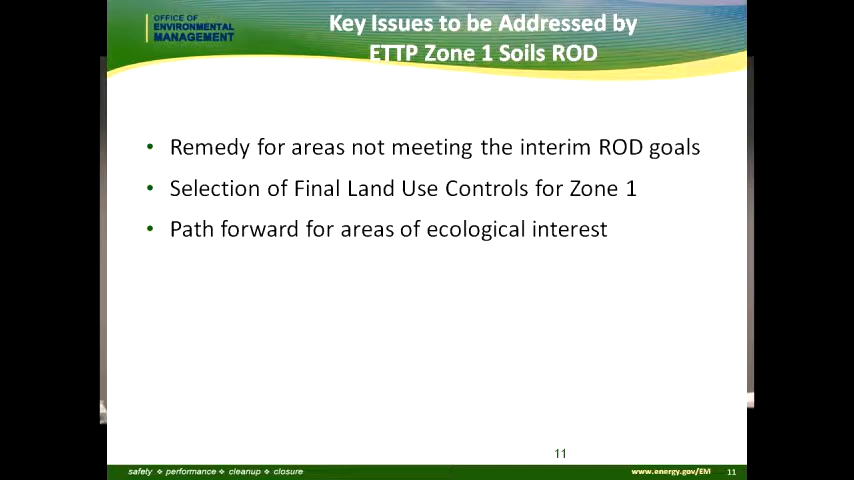 OFFICE OF
ENVIRONMENTAL
MANAGEMENT
Key Issues to be Addressed by
ETTP Zone 1 Soils ROD
• Remedy for areas not meeting the interim ROD goals
• Selection of Final Land Use Controls for Zone 1
• Path forward for areas of ecological interest
11
safety ❖ performance ❖ cleanup ❖ closure
www.energy.gov/EM 11